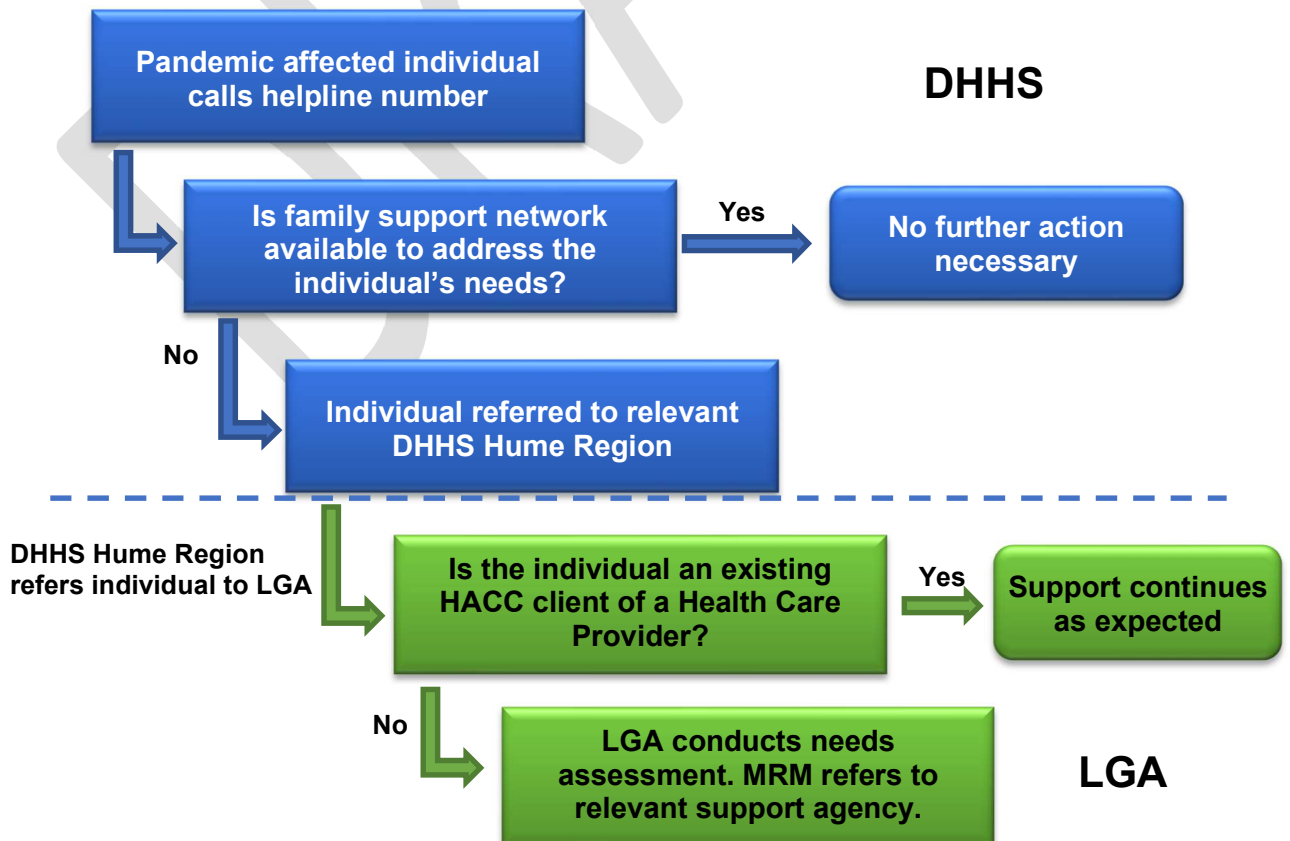 Pandemic affected individual
calls helpline number
DHHS
Is family support network
available to address the
individual’s needs?
Yes
No further action
necessary
No
Individual referred to relevant
DHHS Hume Region
DHHS Hume Region
refers individual to LGA
Is the individual an existing
HACC client of a Health Care
Provider?
Yes
Support continues
as expected
No
LGA conducts needs
assessment. MRM refers to
relevant support agency.
LGA